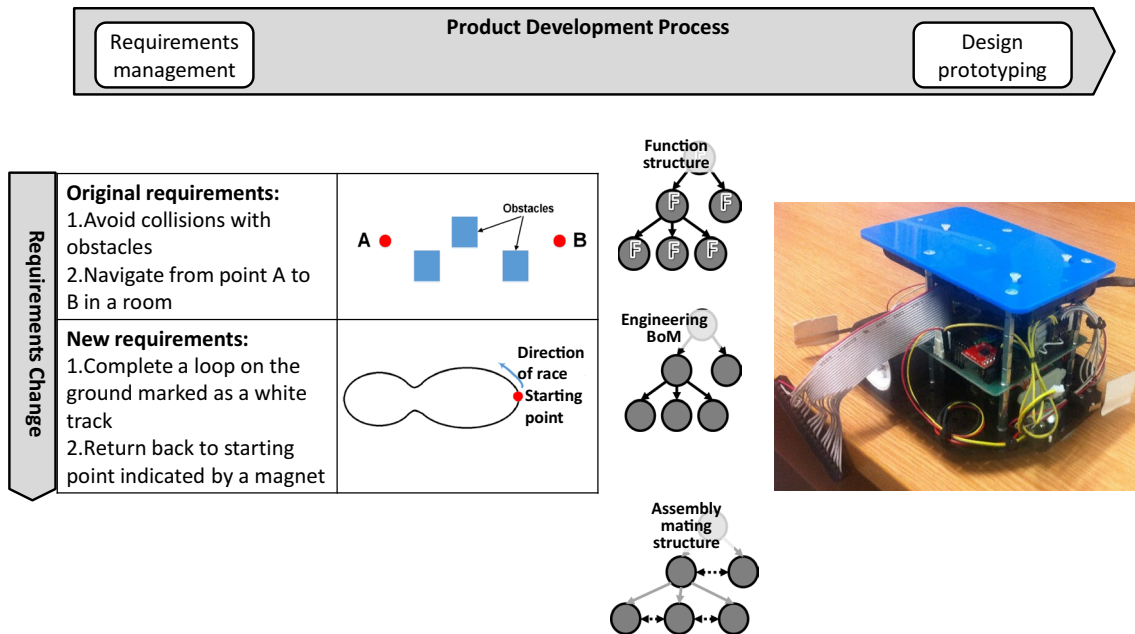 Product Development Process
Requirements
management
Design
prototyping
Requirements Change
Original requirements:
1.Avoid collisions with
obstacles
2.Navigate from point A to
B in a room
Obstacles
A
B
New requirements:
1.Complete a loop on the
ground marked as a white
track
2.Return back to starting
point indicated by a magnet
Direction
of race
Starting
point
Function
structure
F
F F F
Engineering
BoM
Assembly
mating
structure